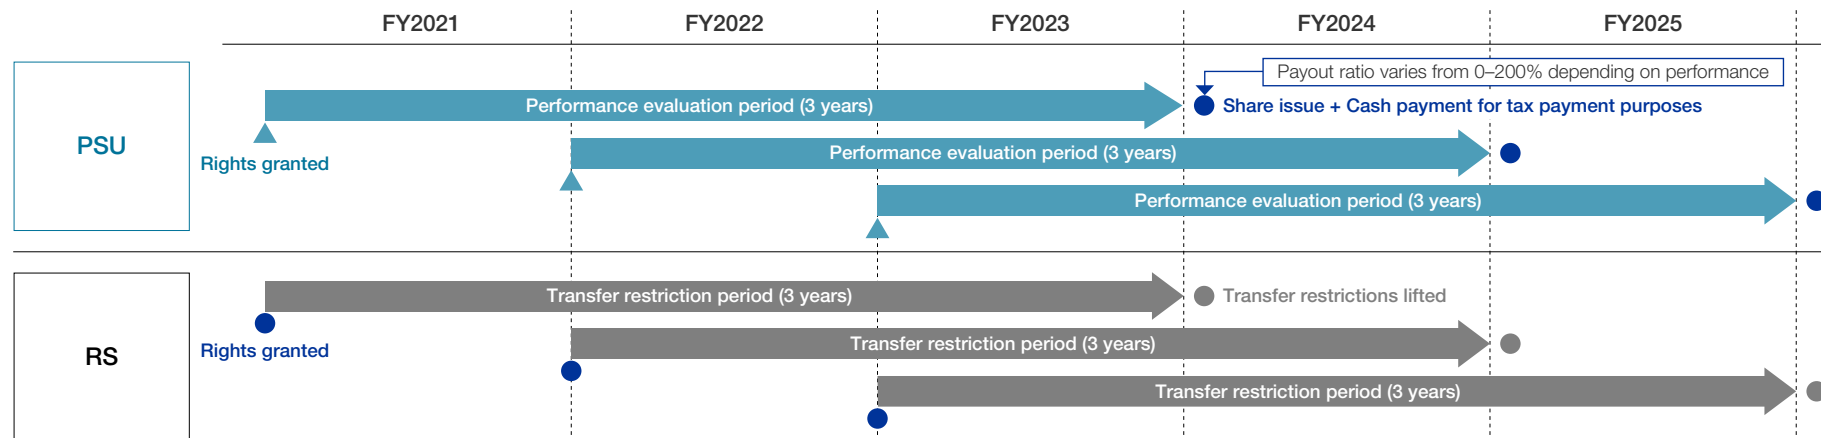 FY2021
FY2022
FY2023
FY2024
FY2025
PSU
Payout ratio varies from 0–200% depending on performance
Performance evaluation period (3 years)
Share issue + Cash payment for tax payment purposes
Rights granted
Performance evaluation period (3 years)
Performance evaluation period (3 years)
RS
Transfer restriction period (3 years)
Transfer restrictions lifted
Rights granted
Transfer restriction period (3 years)
Transfer restriction period (3 years)